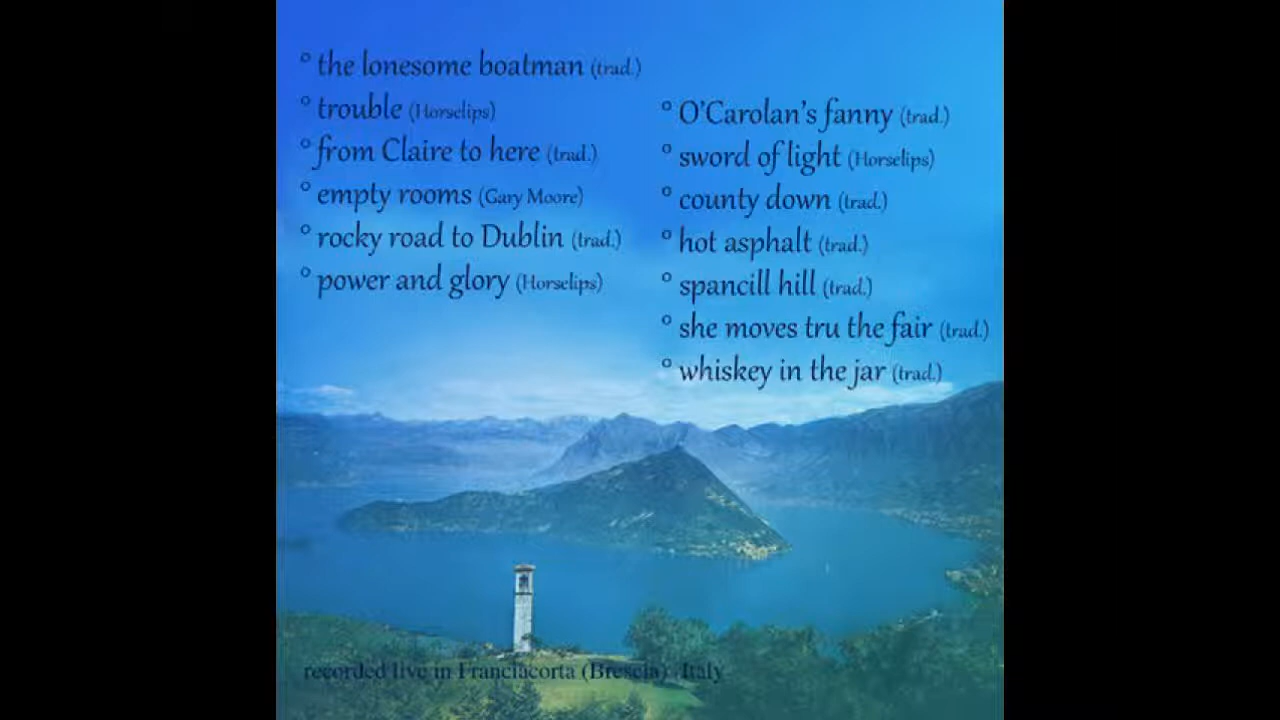 ° the lonesome boatman (trad.)
° trouble (Horselips)
° from Claire to here (trad.)
° empty rooms (Gary Moore)
° rocky road to Dublin (trad.)
° power and glory (Horselips)
° O'Carolan's fanny (trad.)
° sword of light (Horselips)
° county down (trad.)
° hot asphalt (trad.)
° spancill hill (trad.)
° she moves tru the fair (trad.)
° whiskey in the jar (trad.)
recorded live in Franciacorta (Brescia) Italy